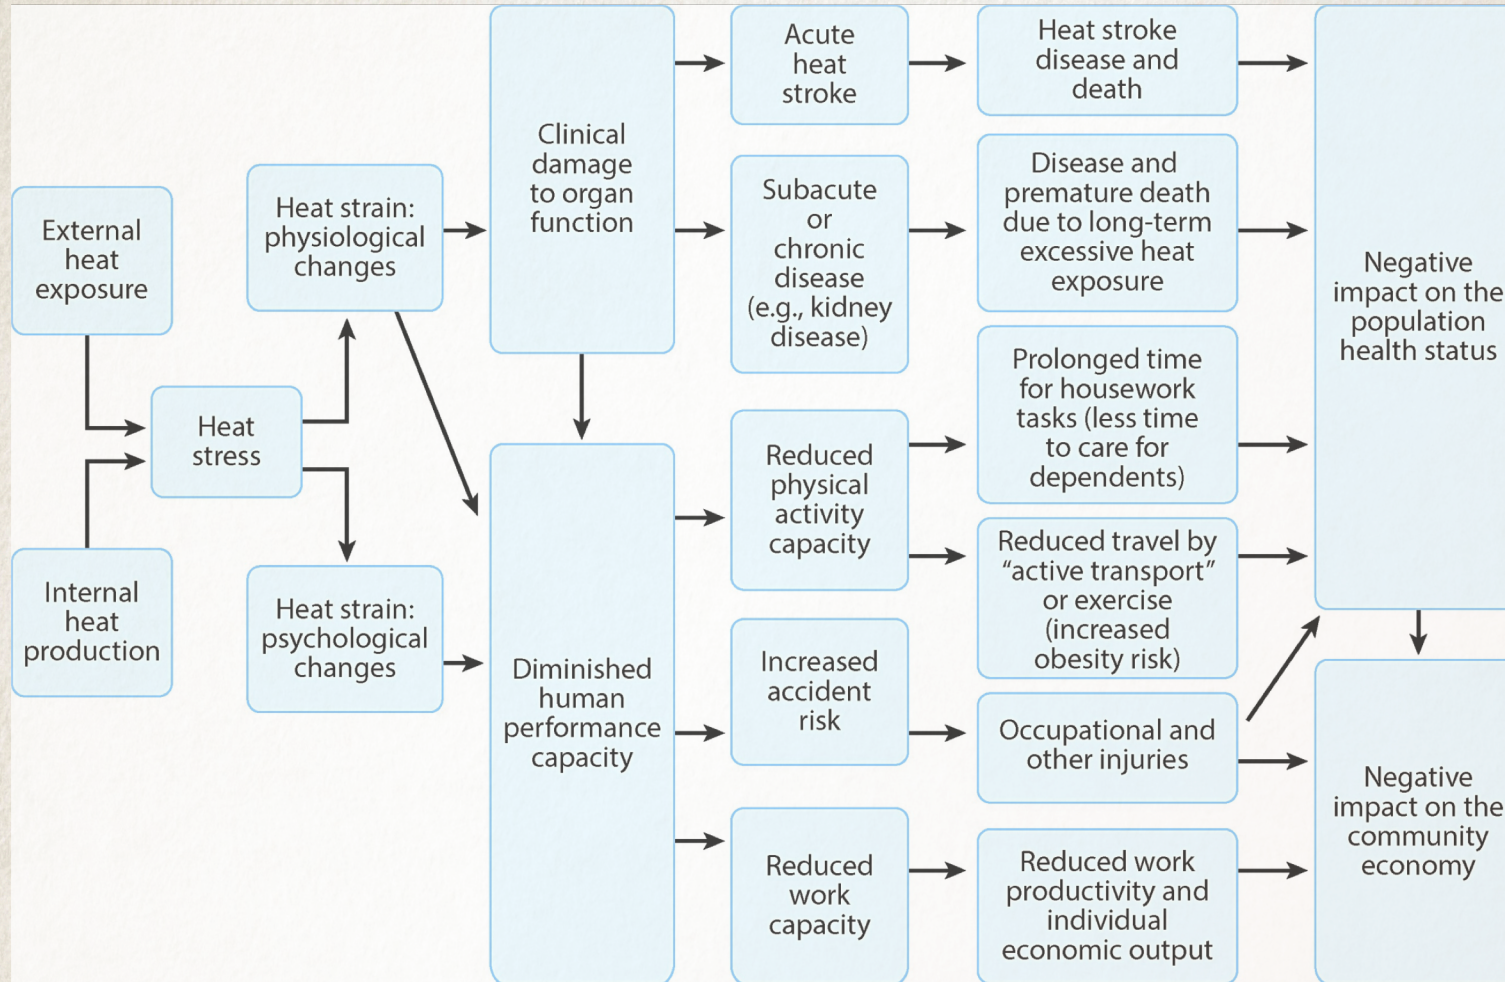 External
heat
exposure
Internal
heat
production
Heat
stress
Heat strain:
physiological
changes
Heat strain:
psychological
changes
Clinical
damage
to organ
function
Diminished
human
performance
capacity
Acute
heat
stroke
Subacute
or
chronic
disease
(e.g., kidney
disease)
Reduced
physical
activity
capacity
Increased
accident
risk
Reduced
work
capacity
Heat stroke
disease and
death
Disease and
premature death
due to long-term
excessive heat
exposure
Prolonged time
for housework
tasks (less time
to care for
dependents)
Reduced travel by
“active transport”
or exercise
(increased
obesity risk)
Occupational and
other injuries
Reduced work
productivity and
individual
economic output
Negative
impact on the
population
health status
Negative
impact on the
community
economy